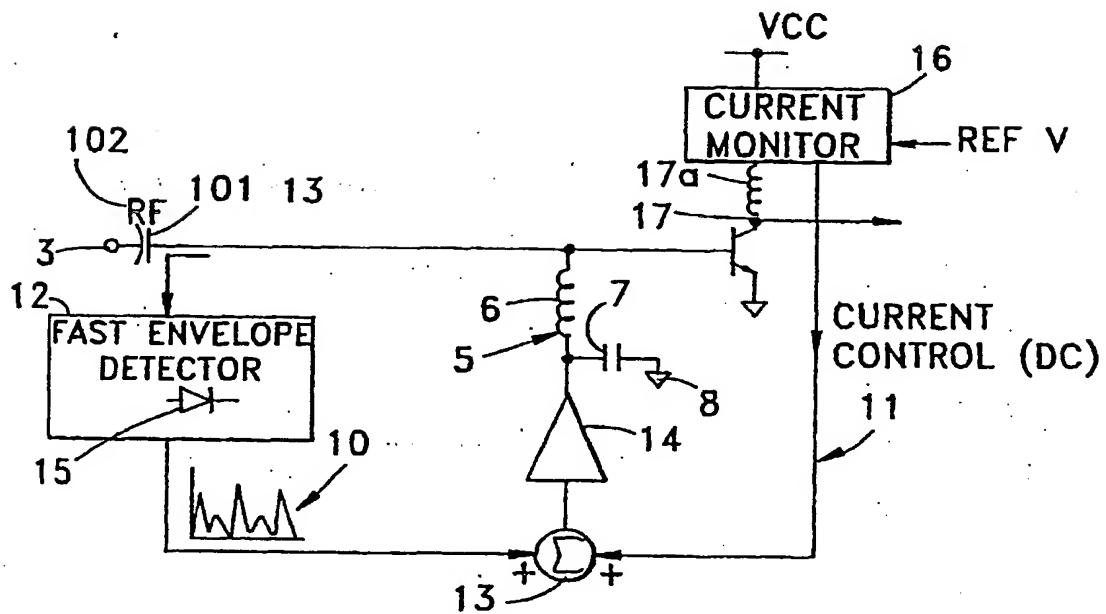 VCC
16
CURRENT
MONITOR
REF V
102
RF
101 13
17a
17
3
12
FAST ENVELOPE
DETECTOR
15
6
7
5
8
CURRENT
CONTROL (DC)
14
11
10
Σ
+ +
13